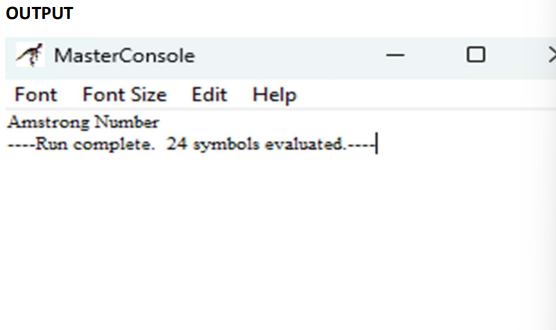 OUTPUT
MasterConsole
Font Font Size Edit Help
Amstrong Number
----Run complete.  24 symbols evaluated.----